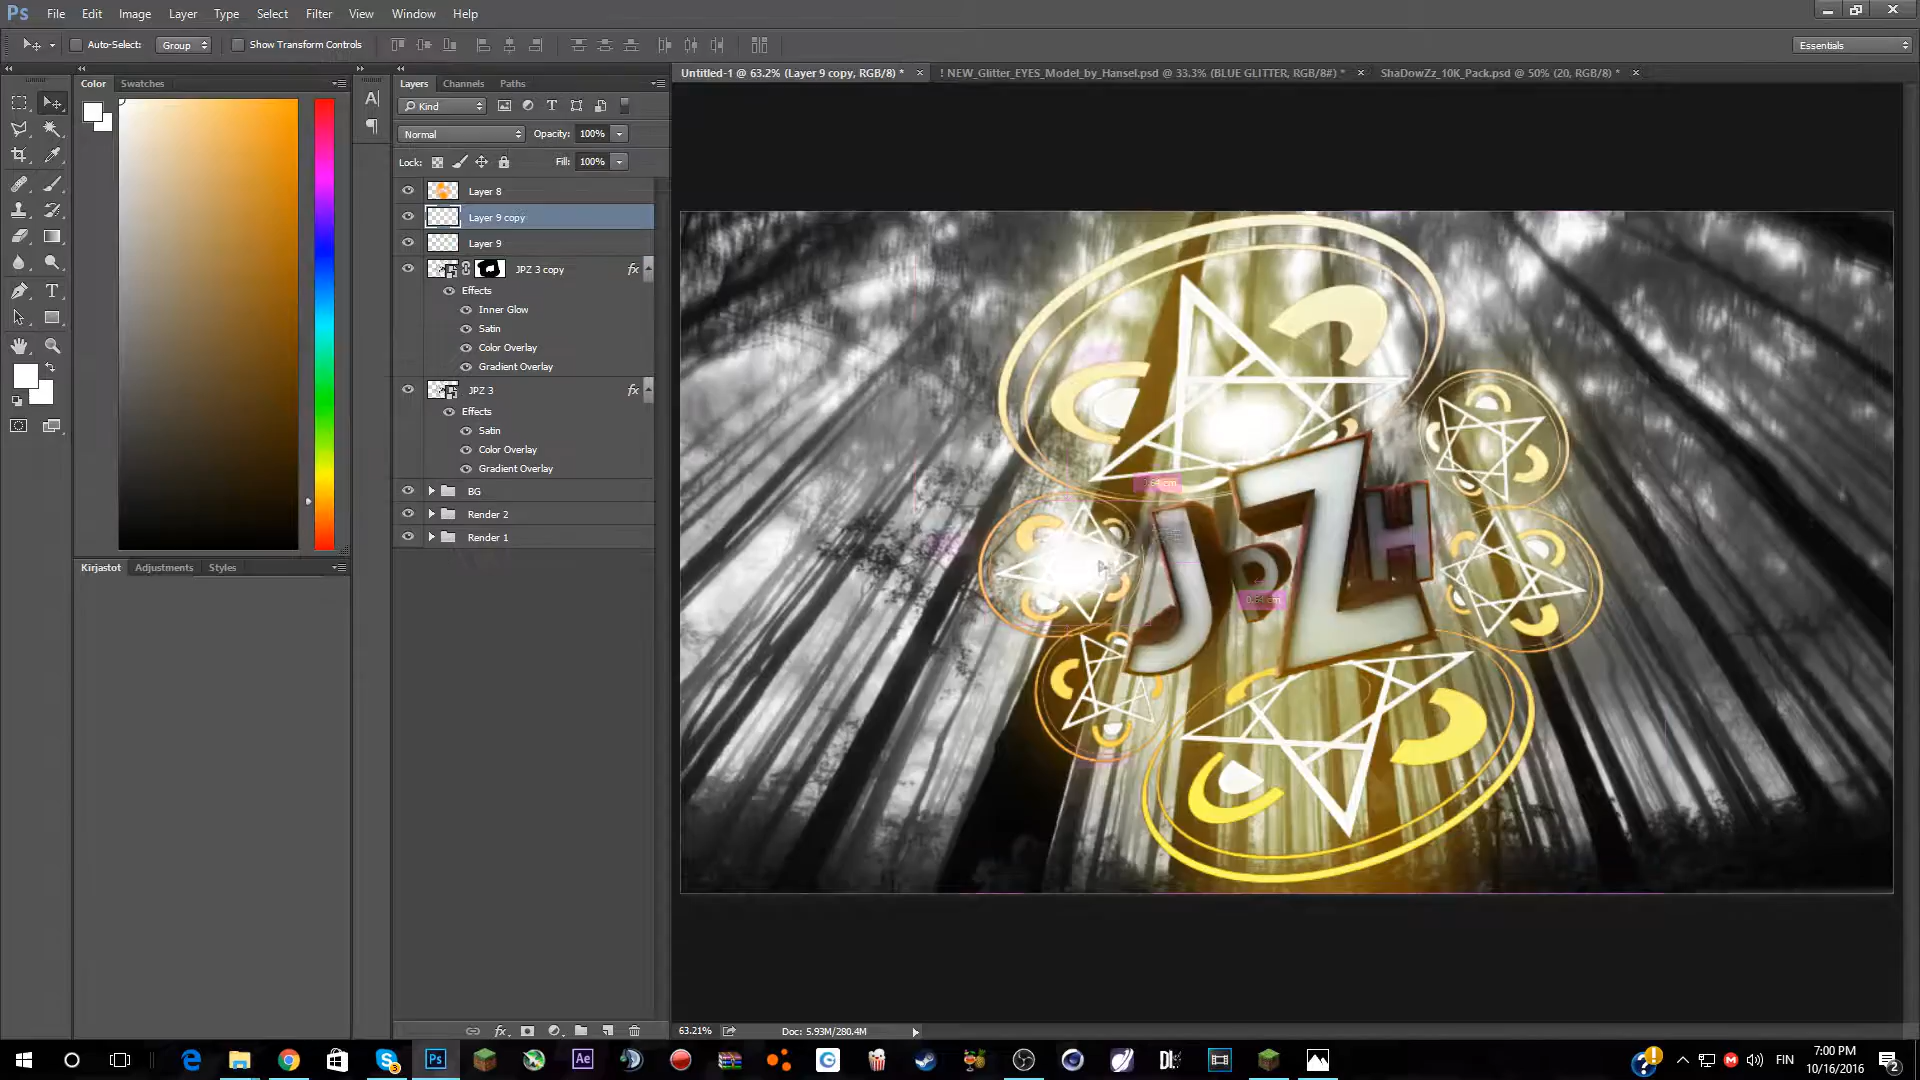 Ps File Edit Image Layer Type Select Filter View Window Help
Auto-Select: Group Show Transform Controls Essentials
Color Swatches Layers Channels Paths Untitled-1 @ 63.2% (Layer 9 copy, RGB/8) * ! NEW_Glitter_EYES_Model_by_Hansel.psd @ 33.3% (BLUE GLITTER, RGB/8#) * ShaDowZz_10K_Pack.psd @ 50% (20, RGB/8) *
Kind
Normal Opacity: 100%
Lock: Fill: 100%
Layer 8
Layer 9 copy
Layer 9
JPZ 3 copy fx
Effects
Inner Glow
Satin
Color Overlay
Gradient Overlay
JPZ 3 fx
Effects
Satin
Color Overlay
Gradient Overlay
BG
Render 2
Render 1
Kirjastot Adjustments Styles
JPZH
63.21% Doc: 5.93M/280.4M
FIN 7:00 PM
10/16/2016